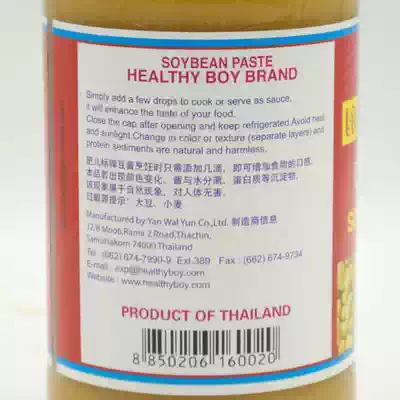 SOYBEAN PASTE
HEALTHY BOY BRAND
Simply add a few drops to cook or serve as sauce,
it will enhance the taste of your food.
Close the cap after opening and keep refrigerated.Avoid heat
and sunlight.Change in color or texture (separate layers) and
protein sediments are natural and harmless.
肥儿标辣豆酱烹饪时只需添加几滴，即可增加食物的口感。
本品若出现颜色变化、酱与水分离、蛋白质等沉淀物，
该现象属于自然现象，对人体无害。
过敏源提示：大豆、小麦
Manufactured by:Yan Wal Yun Co.,Ltd. 制造商信息
12/8 Moo6,Rama 2 Road,Thachin,
Samutsakorn 74000,Thailand
Tel : (662) 674-7990-9 Ext.389 Fax : (662) 674-9734
E-mail : exp@healthyboy.com
Website : www.healthyboy.com
PRODUCT OF THAILAND
8 850206 160020